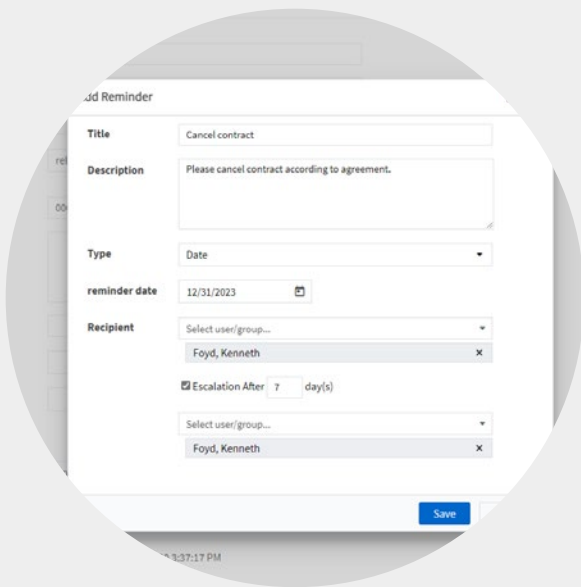 dd Reminder
Title
Cancel contract
Description
Please cancel contract according to agreement.
Type
Date
reminder date
12/31/2023
Recipient
Select user/group...
Foyd, Kenneth
Escalation After 7 day(s)
Select user/group...
Foyd, Kenneth
Save
3:37:17 PM